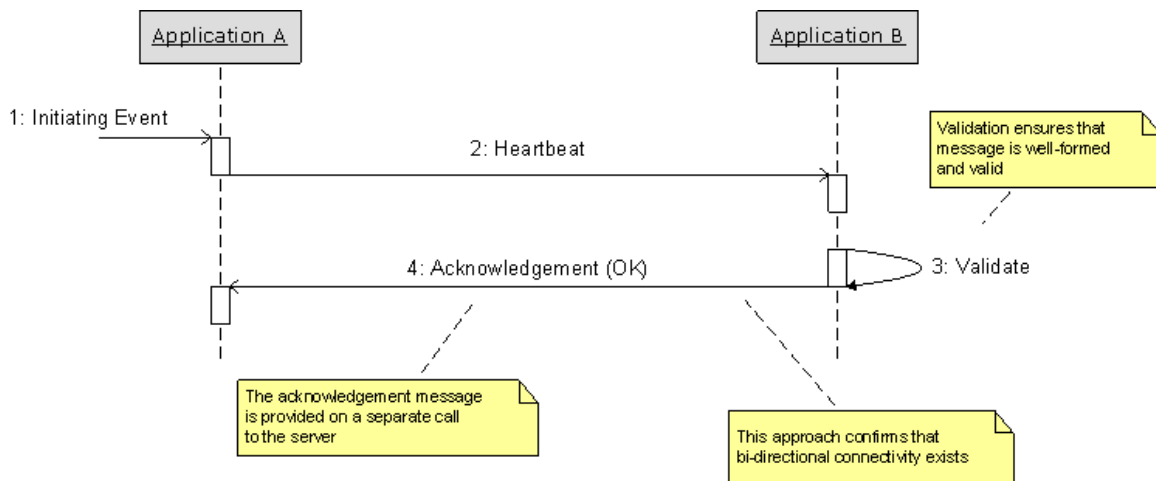 Application A
Application B
1: Initiating Event
2: Heartbeat
Validation ensures that
message is well-formed
and valid
4: Acknowledgement (OK)
3: Validate
The acknowledgement message
is provided on a separate call
to the server
This approach confirms that
bi-directional connectivity exists